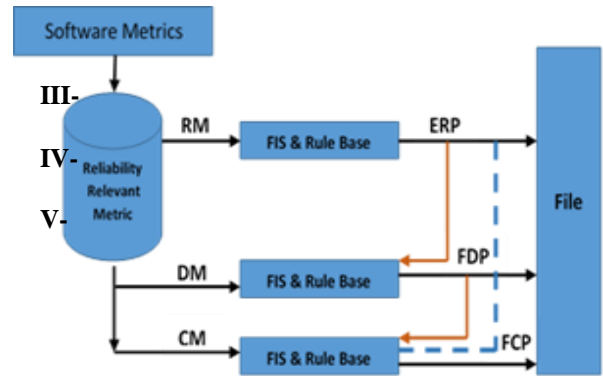 Software Metrics
III-
IV-
V-
Reliability
Relevant
Metric
RM
FIS & Rule Base
ERP
DM
FIS & Rule Base
FDP
CM
FIS & Rule Base
FCP
File